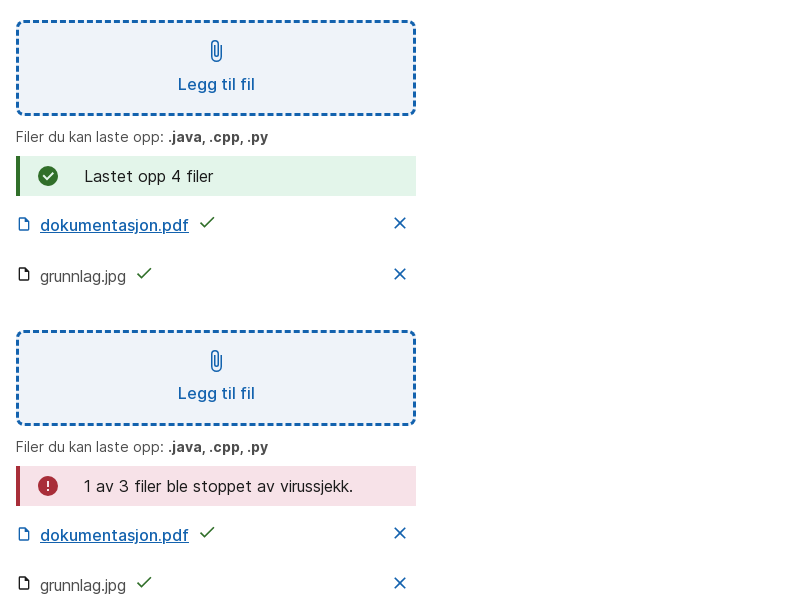 Legg til fil
Filer du kan laste opp: .java, .cpp, .py
Lastet opp 4 filer
dokumentasjon.pdf
grunnlag.jpg
Legg til fil
Filer du kan laste opp: .java, .cpp, .py
1 av 3 filer ble stoppet av virussjekk.
dokumentasjon.pdf
grunnlag.jpg